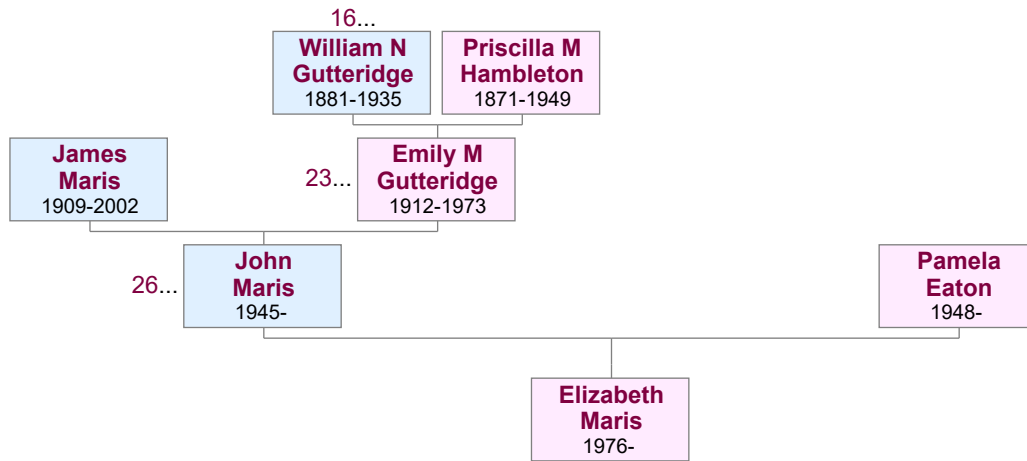 16...
William N
Gutteridge
1881-1935
Priscilla M
Hambleton
1871-1949
James
Maris
1909-2002
23...
Emily M
Gutteridge
1912-1973
26...
John
Maris
1945-
Pamela
Eaton
1948-
Elizabeth
Maris
1976-